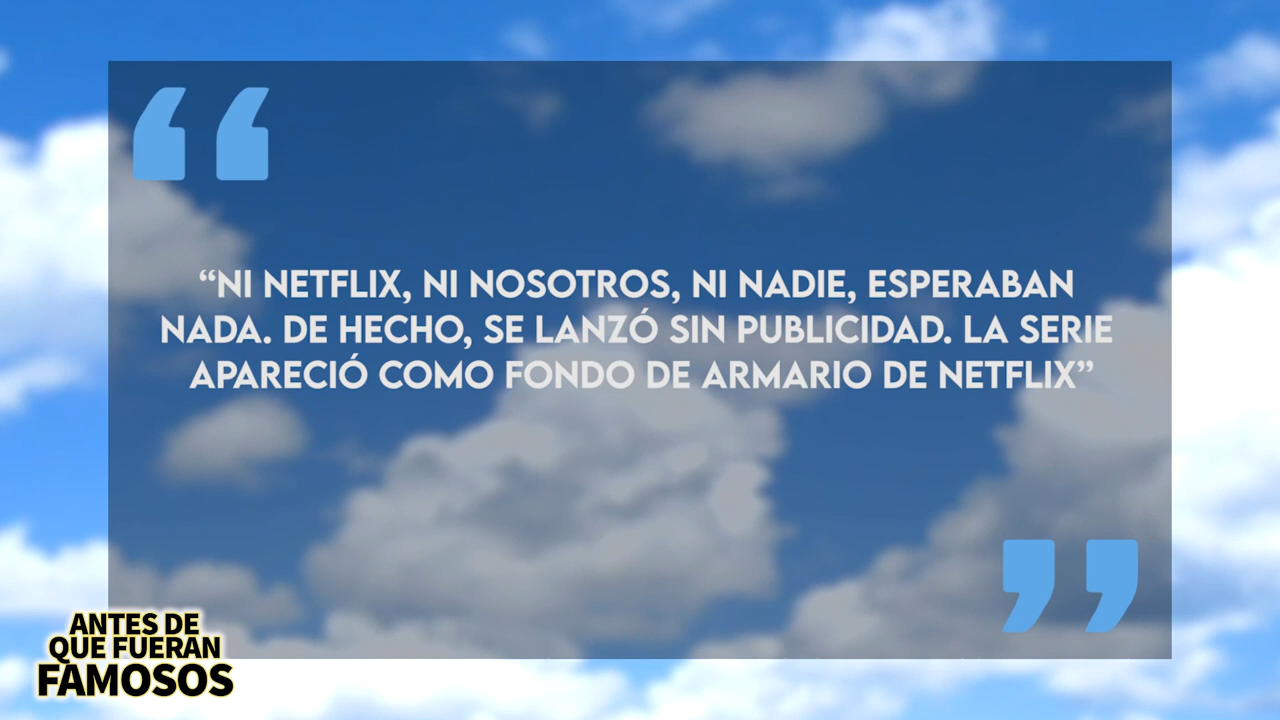 “NI NETFLIX, NI NOSOTROS, NI NADIE, ESPERABAN
NADA. DE HECHO, SE LANZÓ SIN PUBLICIDAD. LA SERIE
APARECIÓ COMO FONDO DE ARMARIO DE NETFLIX”
ANTES DE
QUE FUERAN
FAMOSOS